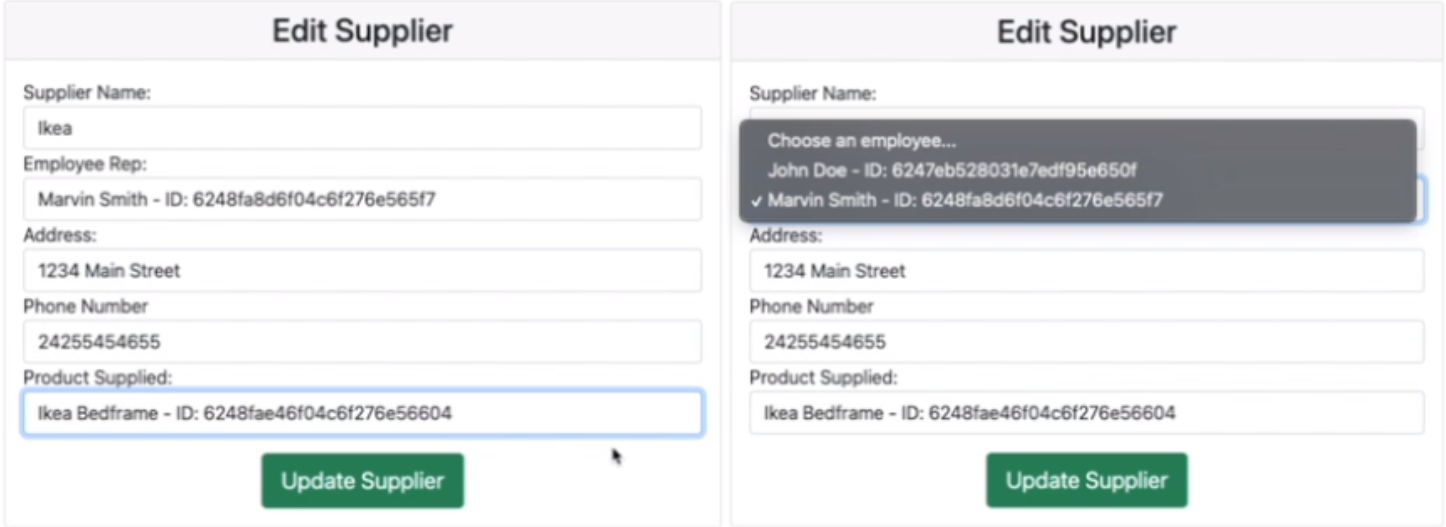 Edit Supplier
Supplier Name:
Ikea
Employee Rep:
Marvin Smith - ID: 6248fa8d6f04c6f276e565f7
Address:
1234 Main Street
Phone Number
24255454655
Product Supplied:
Ikea Bedframe - ID: 6248fae46f04c6f276e56604
Update Supplier
Edit Supplier
Supplier Name:
Choose an employee...
John Doe - ID: 6247eb528031e7edf95e650f
✓ Marvin Smith - ID: 6248fa8d6f04c6f276e565f7
Address:
1234 Main Street
Phone Number
24255454655
Product Supplied:
Ikea Bedframe - ID: 6248fae46f04c6f276e56604
Update Supplier